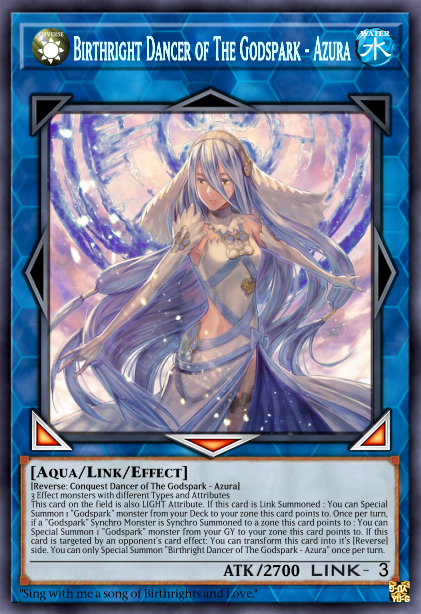 REVERSE
BIRTHRIGHT DANCER OF THE GODSPARK - AZURA
WATER
水
[AQUA/LINK/EFFECT]
[Reverse: Conquest Dancer of The Godspark - Azura]
3 Effect monsters with different Types and Attributes
This card on the field is also LIGHT Attribute. If this card is Link Summoned : You can Special
Summon 1 "Godspark" monster from your Deck to your zone this card points to. Once per turn,
if a "Godspark" Synchro Monster is Synchro Summoned to a zone this card points to : You can
Special Summon 1 "Godspark" monster from your GY to your zone this card points to. If this
card is targeted by an opponent's card effect: You can transform this card into it's [Reverse]
side. You can only Special Summon "Birthright Dancer of The Godspark - Azura" once per turn.
ATK/2700 LINK- 3
"Sing with me a song of Birthrights and Love."